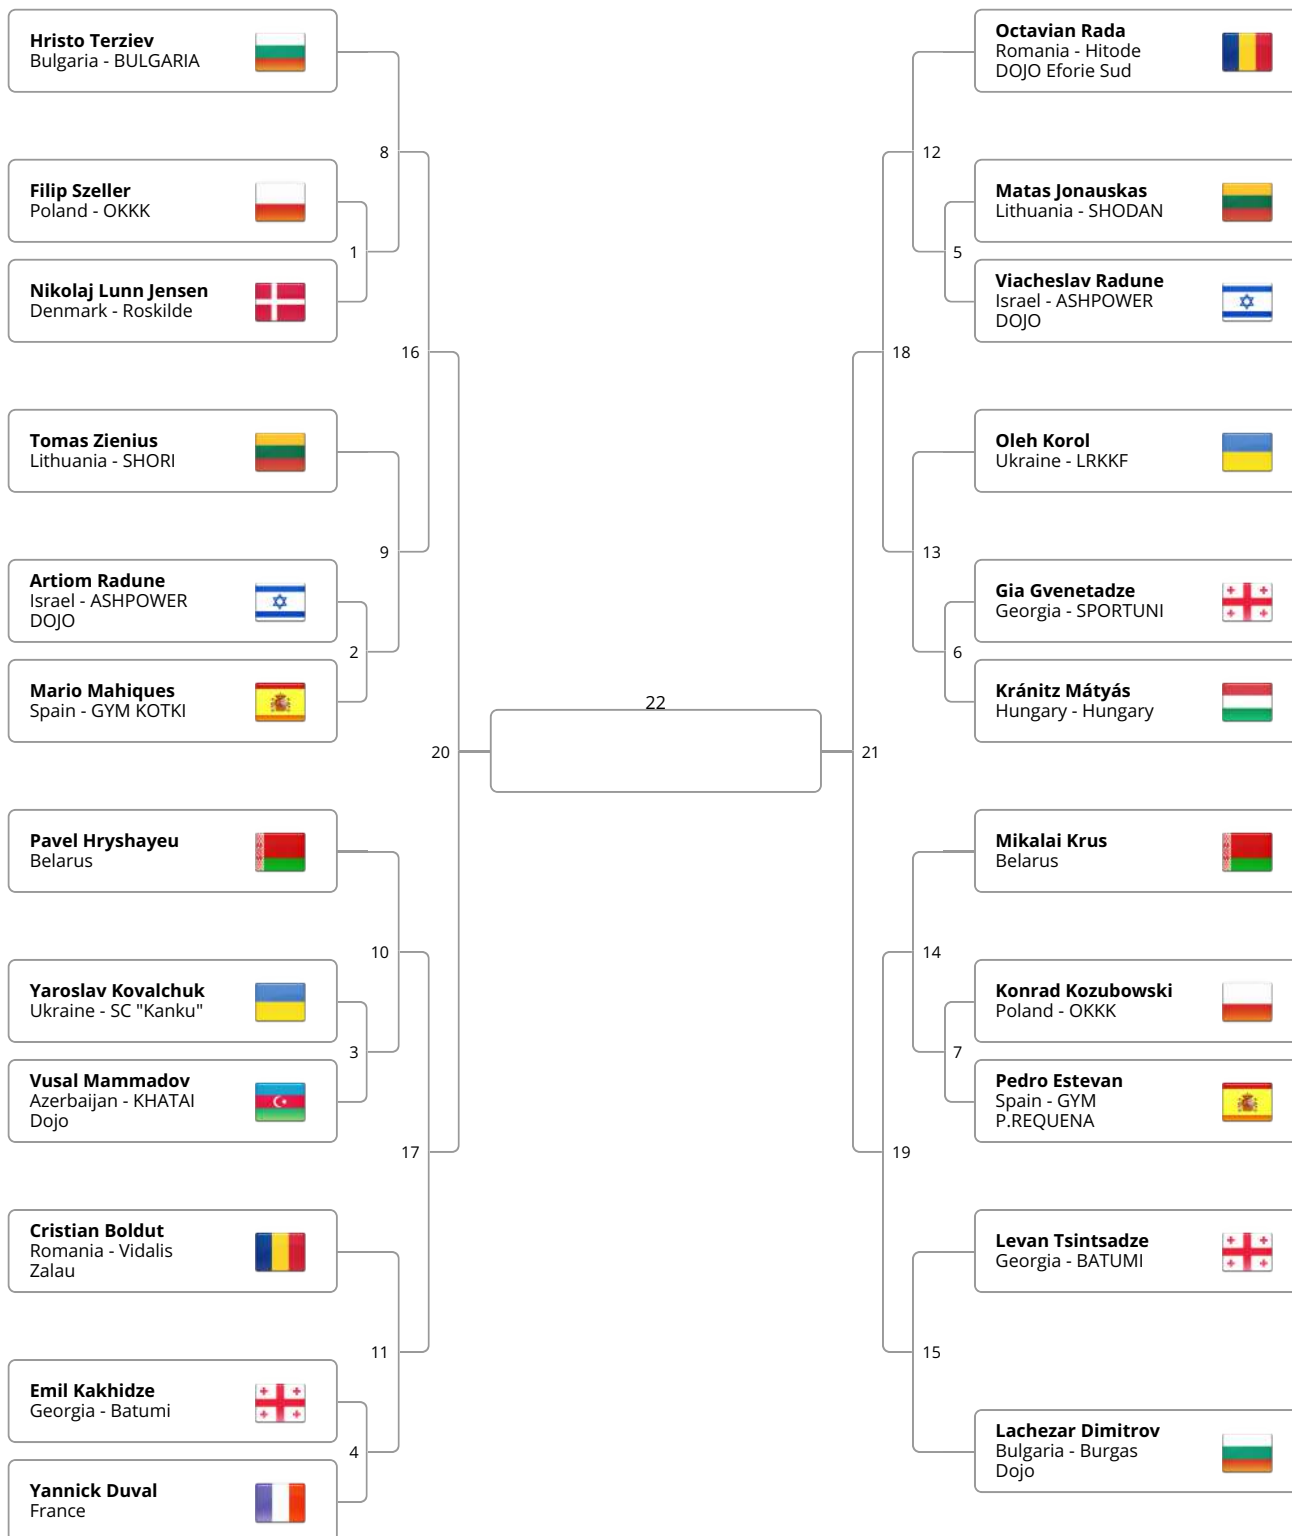 Hristo Terziev
Bulgaria - BULGARIA
8
Filip Szeller
Poland - OKKK
1
Nikolaj Lunn Jensen
Denmark - Roskilde
16
Tomas Zienius
Lithuania - SHORI
9
Artiom Radune
Israel - ASHPOWER
DOJO
2
Mario Mahiques
Spain - GYM KOTKI
20
Pavel Hryshayeu
Belarus
10
Yaroslav Kovalchuk
Ukraine - SC "Kanku"
3
Vusal Mammadov
Azerbaijan - KHATAI
Dojo
17
Cristian Boldut
Romania - Vidalis
Zalau
11
Emil Kakhidze
Georgia - Batumi
4
Yannick Duval
France
22
Octavian Rada
Romania - Hitode
DOJO Eforie Sud
12
Matas Jonauskas
Lithuania - SHODAN
5
Viacheslav Radune
Israel - ASHPOWER
DOJO
18
Oleh Korol
Ukraine - LRKKF
13
Gia Gvenetadze
Georgia - SPORTUNI
6
Kránitz Mátyás
Hungary - Hungary
21
Mikalai Krus
Belarus
14
Konrad Kozubowski
Poland - OKKK
7
Pedro Estevan
Spain - GYM
P.REQUENA
19
Levan Tsintsadze
Georgia - BATUMI
15
Lachezar Dimitrov
Bulgaria - Burgas
Dojo